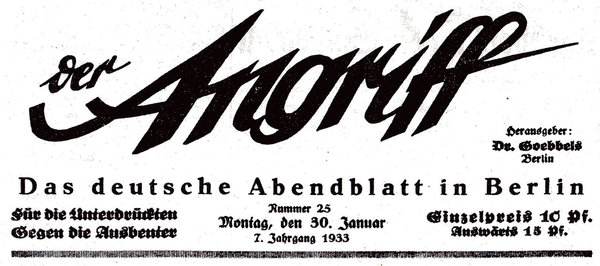 der Angriff
Herausgeber:
Dr. Goebbels
Berlin
Das deutsche Abendblatt in Berlin
Für die Unterdrückten
Gegen die Ausbeuter
Nummer 25
Montag, den 30. Januar
7. Jahrgang 1933
Einzelpreis 10 Pf.
Auswärts 15 Pf.